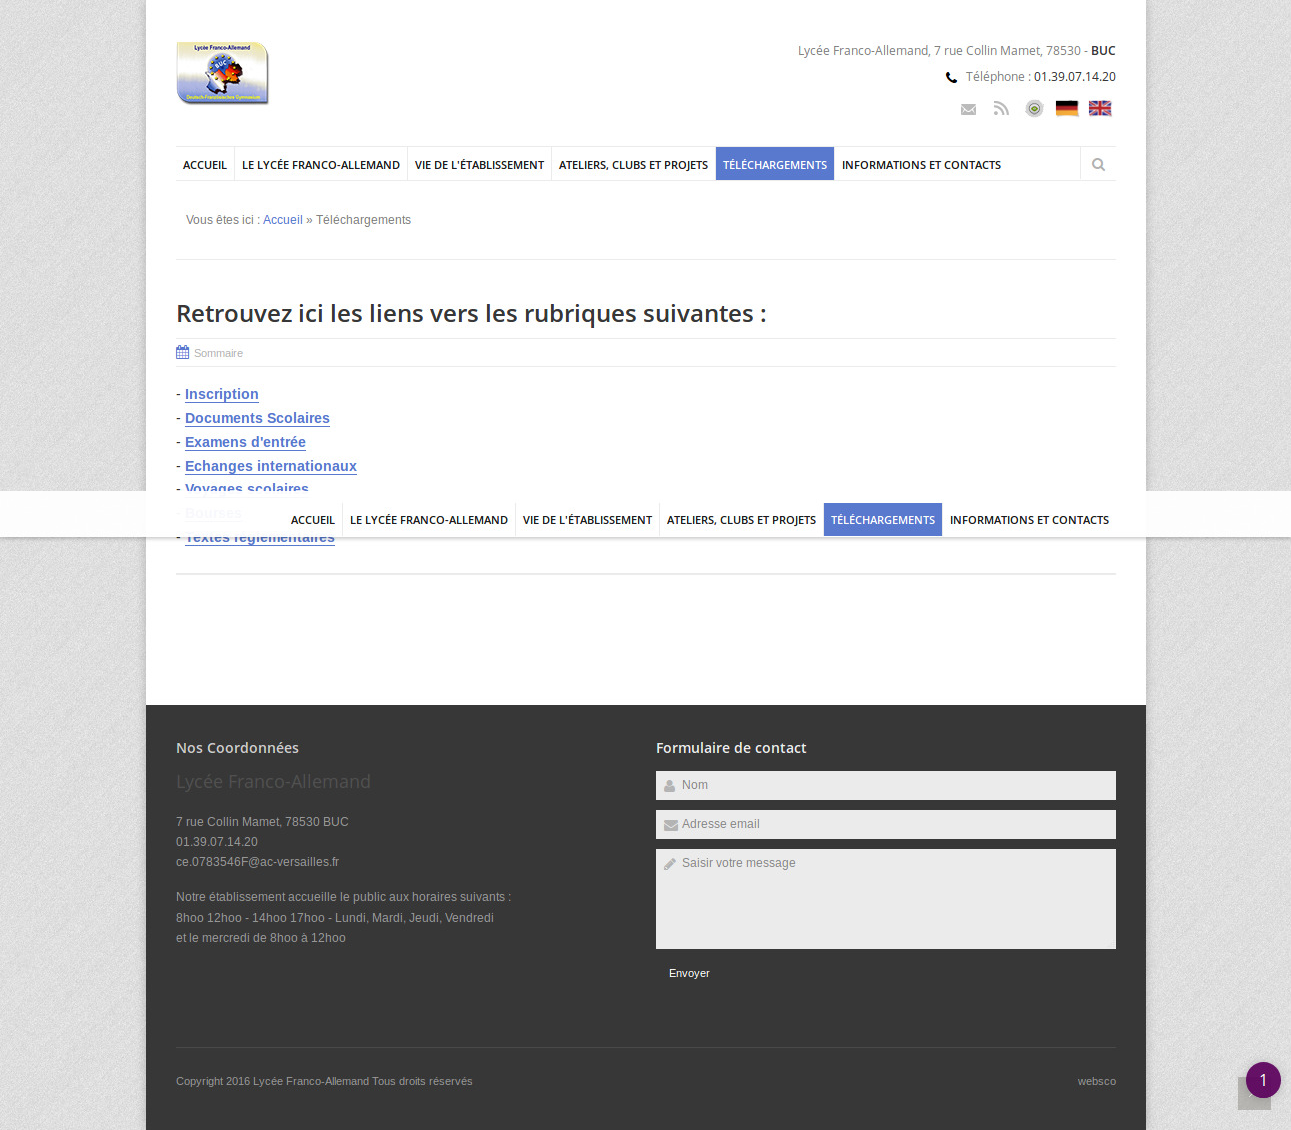 Lycée Franco-Allemand
BUC
Deutsch-Französisches Gymnasium
Lycée Franco-Allemand, 7 rue Collin Mamet, 78530 - BUC
Téléphone : 01.39.07.14.20
ACCUEIL LE LYCÉE FRANCO-ALLEMAND VIE DE L'ÉTABLISSEMENT ATELIERS, CLUBS ET PROJETS TÉLÉCHARGEMENTS INFORMATIONS ET CONTACTS
Vous êtes ici : Accueil » Téléchargements
Retrouvez ici les liens vers les rubriques suivantes :
Sommaire
- Inscription
- Documents Scolaires
- Examens d'entrée
- Echanges internationaux
- Voyages scolaires
- Bourses
ACCUEIL LE LYCÉE FRANCO-ALLEMAND VIE DE L'ÉTABLISSEMENT ATELIERS, CLUBS ET PROJETS TÉLÉCHARGEMENTS INFORMATIONS ET CONTACTS
- Textes réglementaires
Nos Coordonnées
Lycée Franco-Allemand
7 rue Collin Mamet, 78530 BUC
01.39.07.14.20
ce.0783546F@ac-versailles.fr
Notre établissement accueille le public aux horaires suivants :
8hoo 12hoo - 14hoo 17hoo - Lundi, Mardi, Jeudi, Vendredi
et le mercredi de 8hoo à 12hoo
Formulaire de contact
Nom
Adresse email
Saisir votre message
Envoyer
Copyright 2016 Lycée Franco-Allemand Tous droits réservés
websco
1